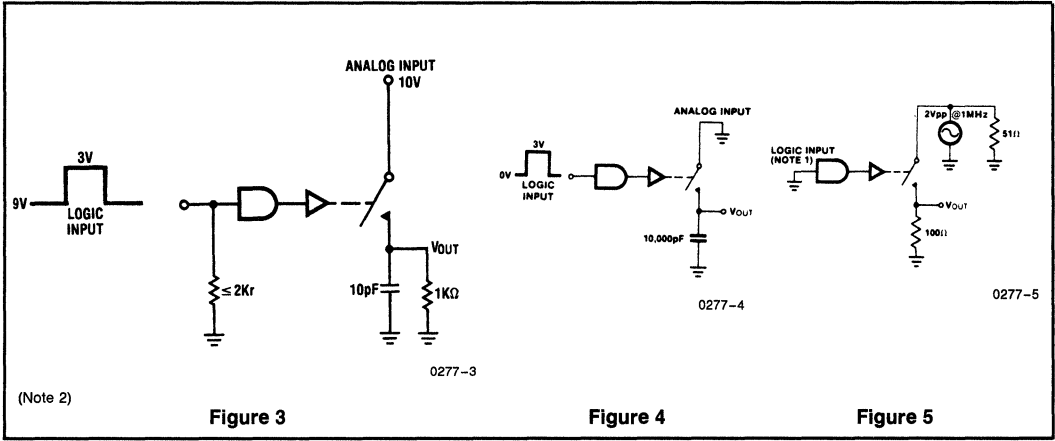 ANALOG INPUT
10V
3V
9V
LOGIC
INPUT
≤ 2Kr
VOUT
10pF
1KΩ
0277-3
(Note 2)
Figure 3
ANALOG INPUT
3V
0V
LOGIC
INPUT
VOUT
10,000pF
0277-4
Figure 4
2Vpp @1MHz
51Ω
LOGIC INPUT
(NOTE 1)
VOUT
100Ω
0277-5
Figure 5